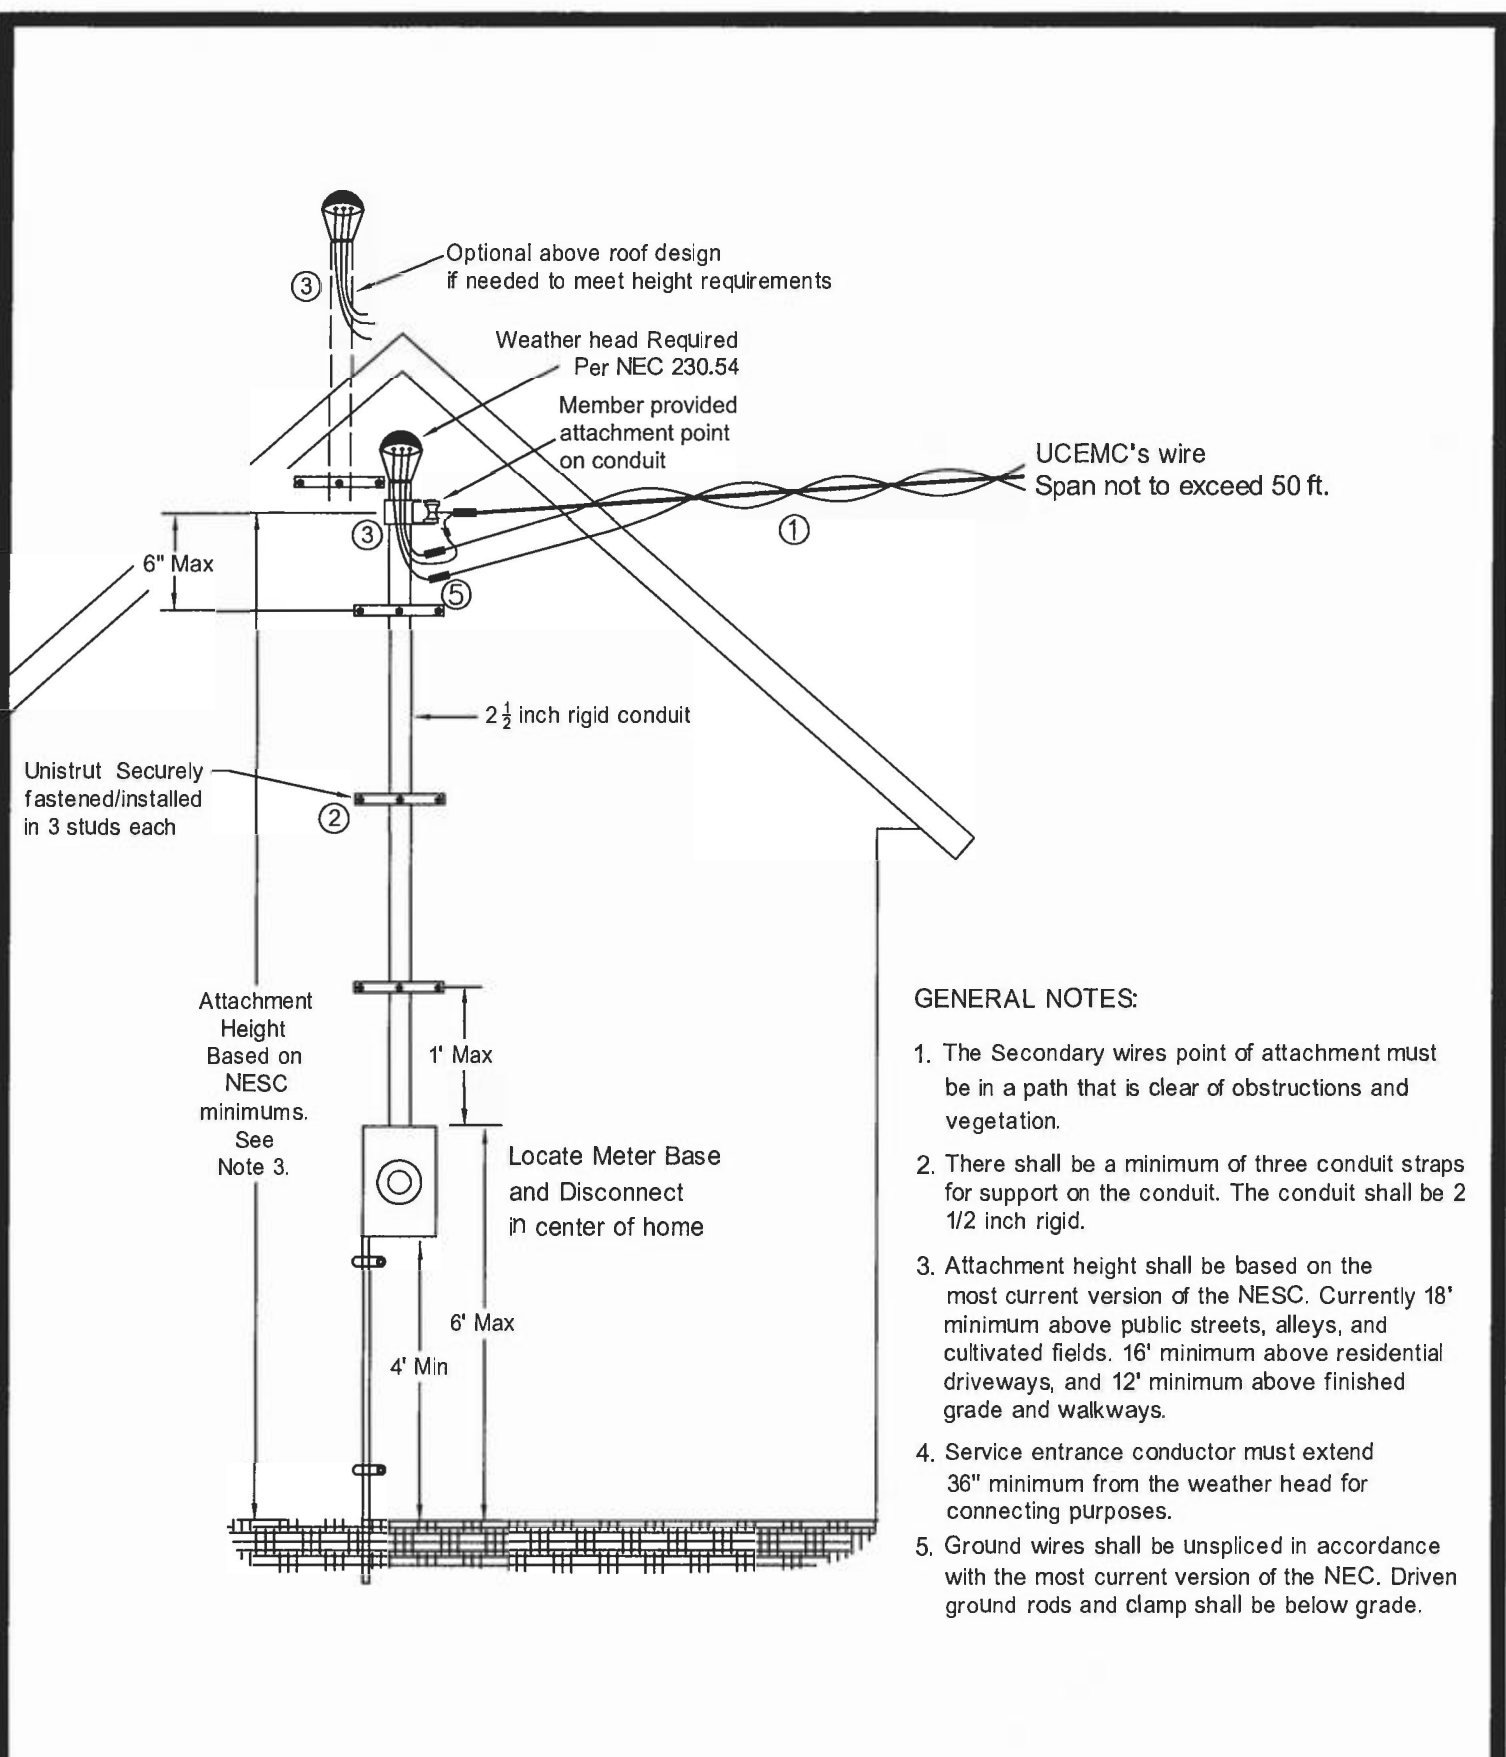 Optional above roof design
if needed to meet height requirements
3
Weather head Required
Per NEC 230.54
Member provided
attachment point
on conduit
UCEMC's wire
Span not to exceed 50 ft.
1
3
6" Max
5
2 1/2 inch rigid conduit
Unistrut Securely
fastened/installed
in 3 studs each
2
Attachment
Height
Based on
NESC
minimums.
See
Note 3.
1' Max
Locate Meter Base
and Disconnect
in center of home
6' Max
4' Min
GENERAL NOTES:
1. The Secondary wires point of attachment must
be in a path that is clear of obstructions and
vegetation.
2. There shall be a minimum of three conduit straps
for support on the conduit. The conduit shall be 2
1/2 inch rigid.
3. Attachment height shall be based on the
most current version of the NESC. Currently 18'
minimum above public streets, alleys, and
cultivated fields. 16' minimum above residential
driveways, and 12' minimum above finished
grade and walkways.
4. Service entrance conductor must extend
36" minimum from the weather head for
connecting purposes.
5. Ground wires shall be unspliced in accordance
with the most current version of the NEC. Driven
ground rods and clamp shall be below grade.